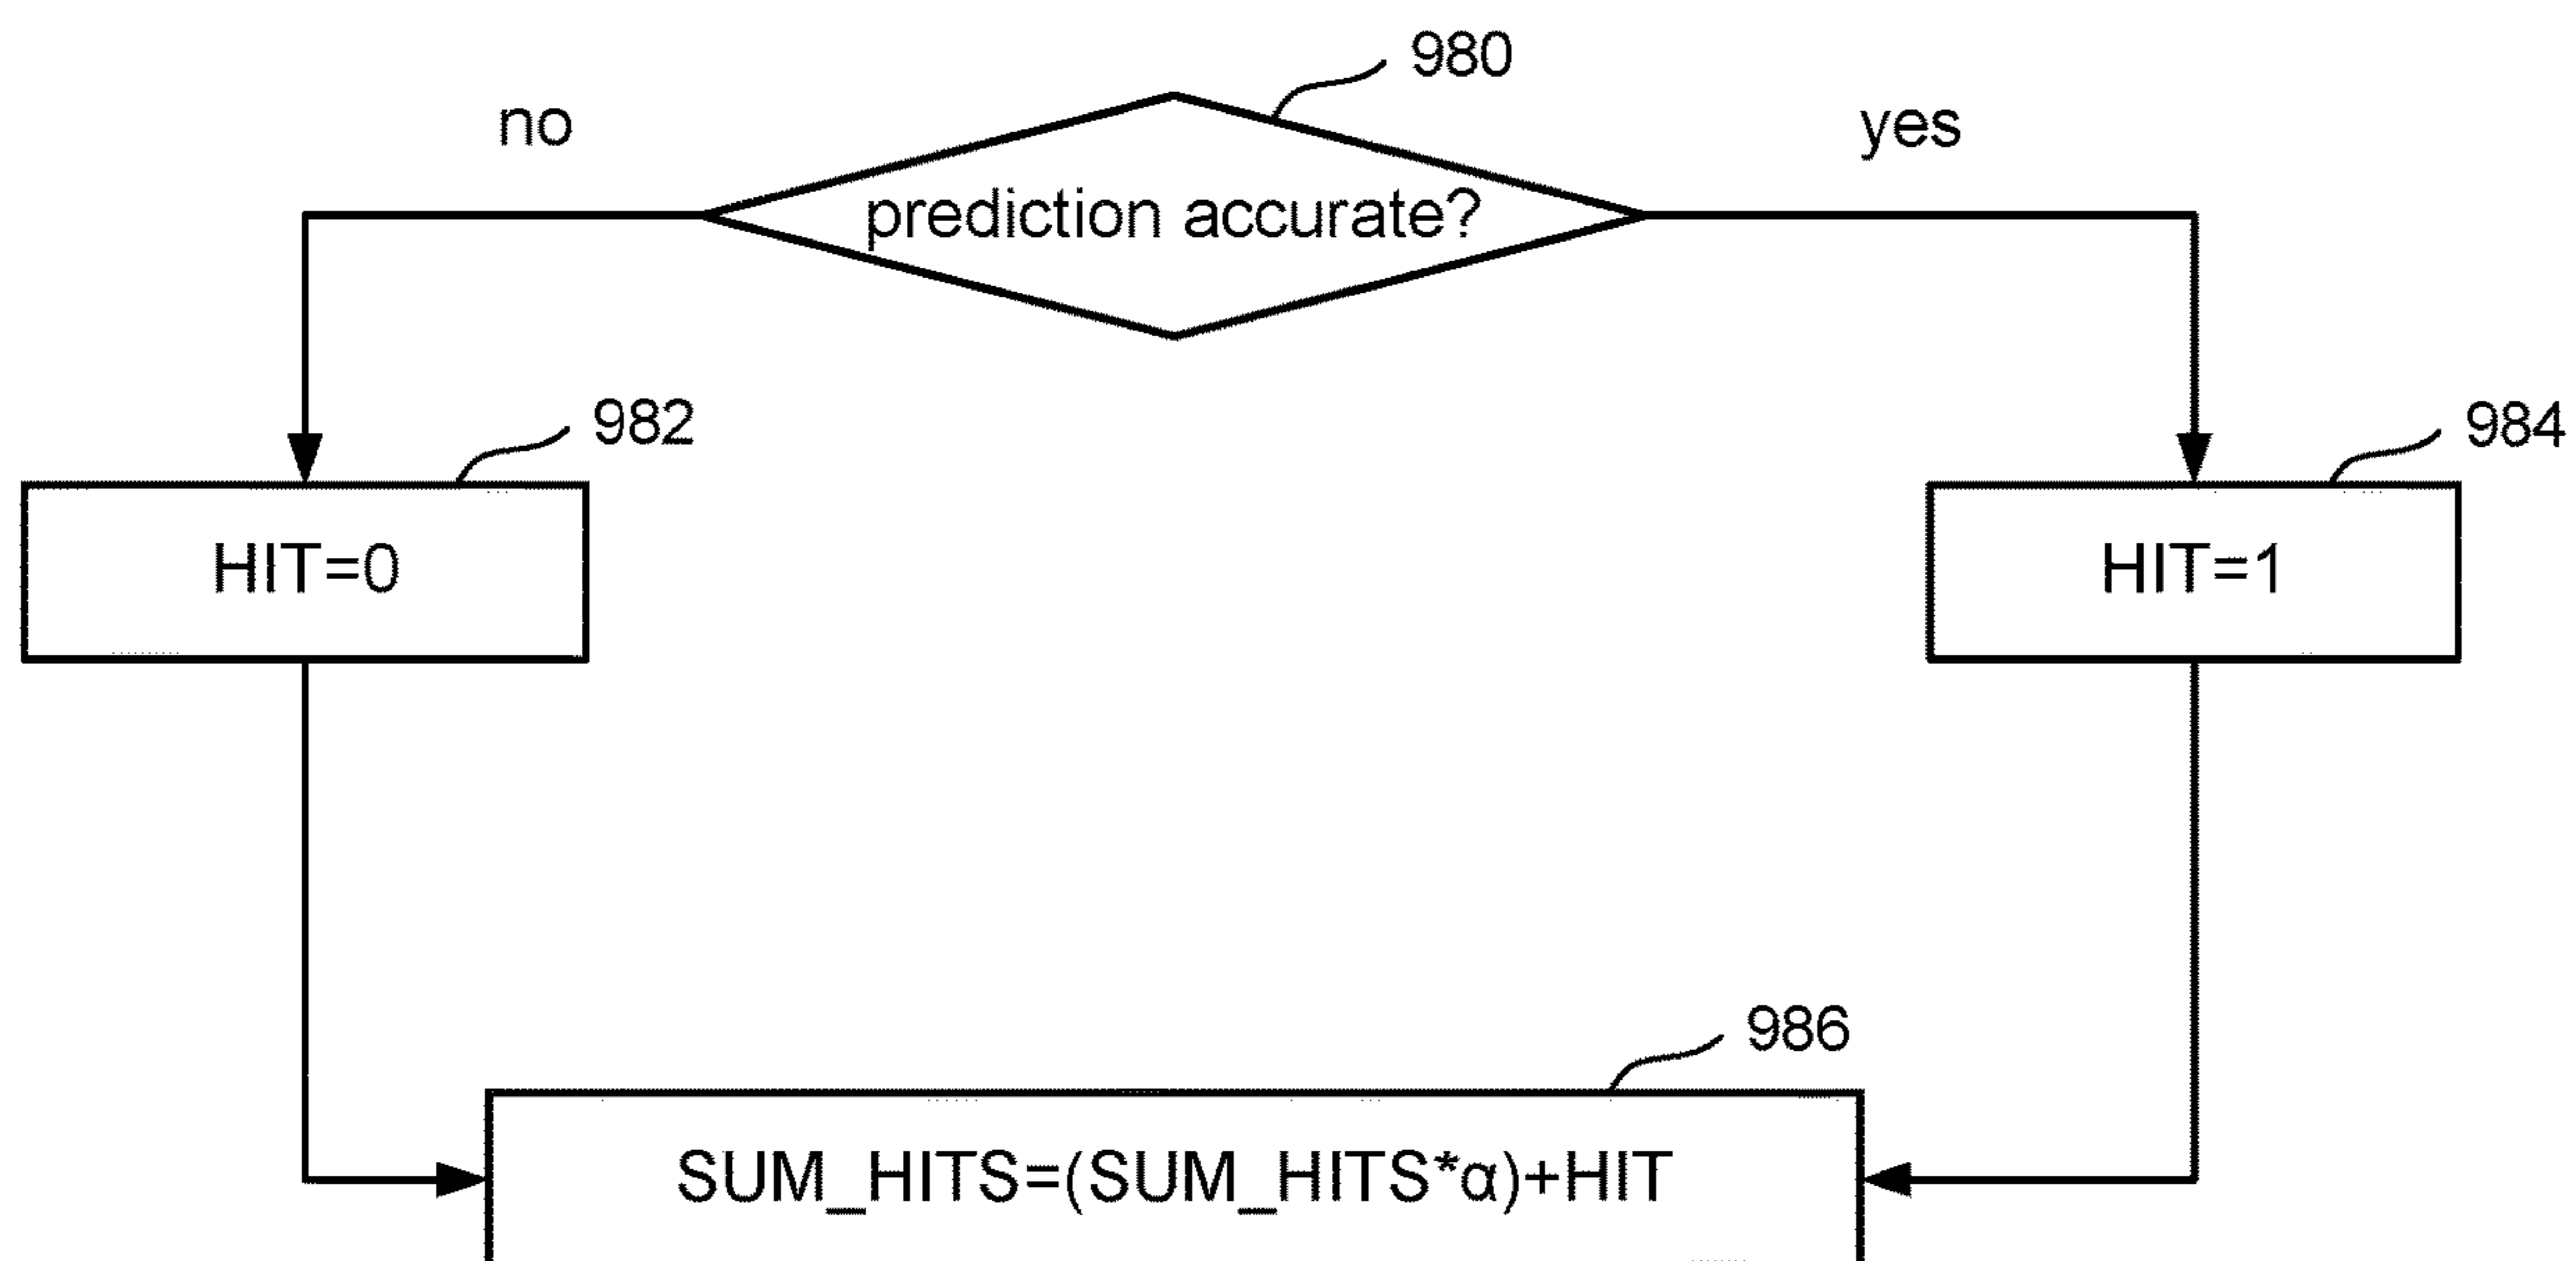 980
no
yes
prediction accurate?
982
984
HIT=0
HIT=1
986
SUM_HITS=(SUM_HITS*α)+HIT